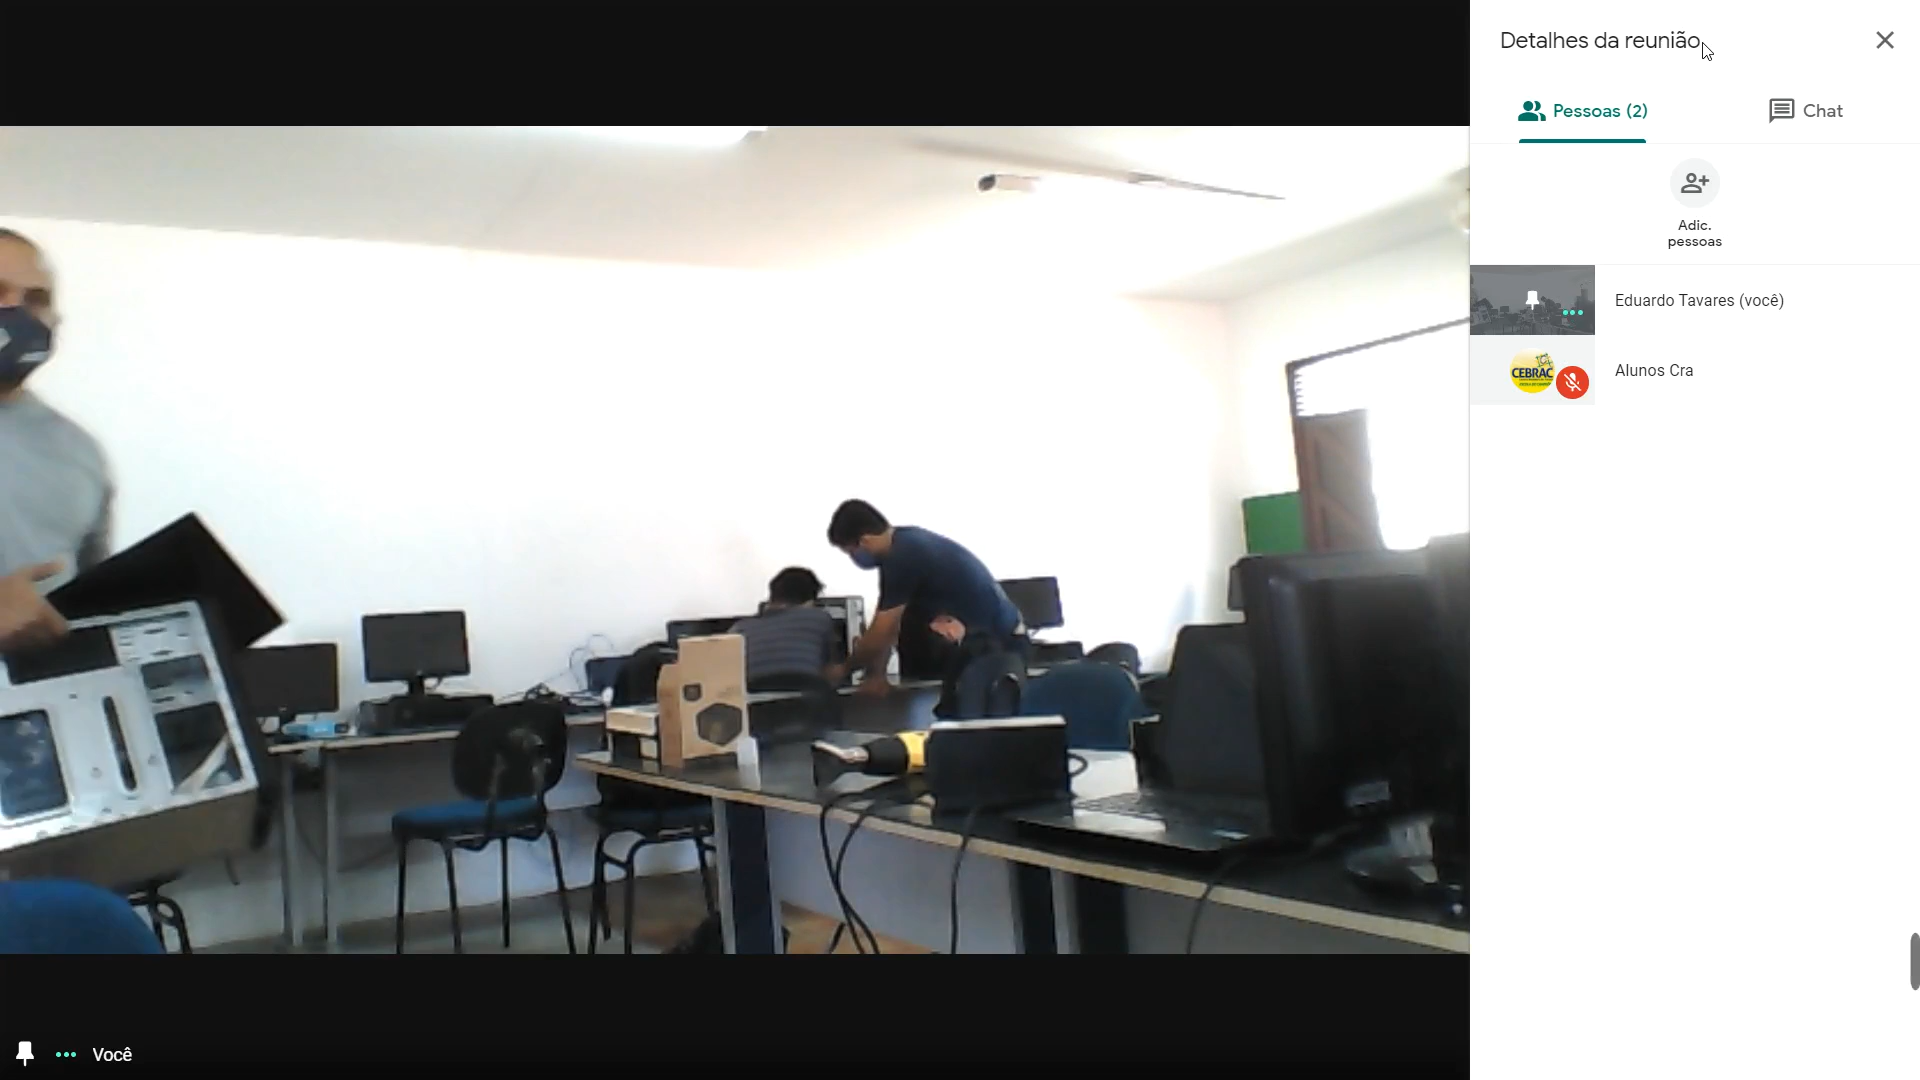 Detalhes da reunião
Pessoas (2)
Chat
Adic.
pessoas
Eduardo Tavares (você)
CEBRAC
Alunos Cra
Você